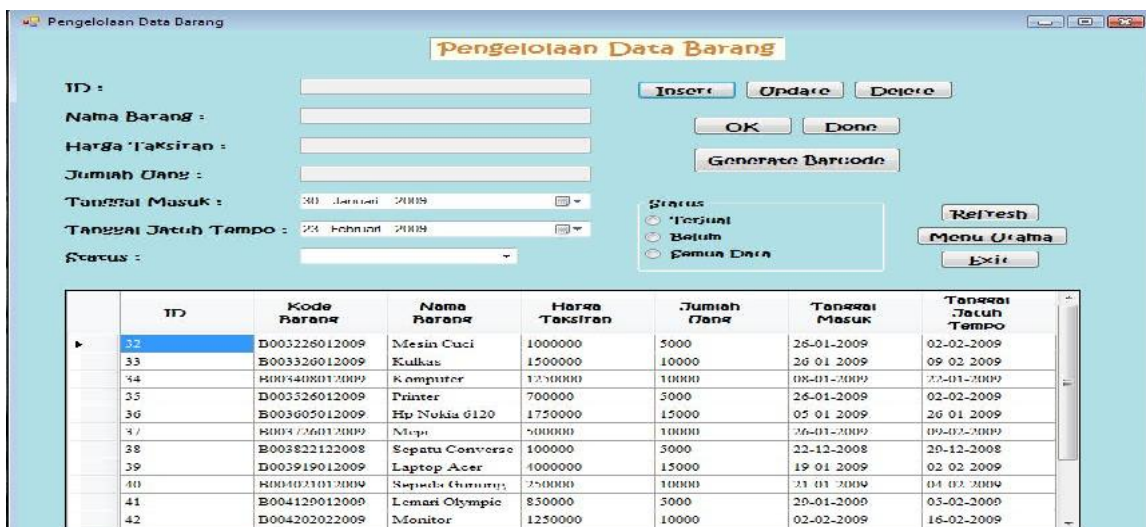 Pengelolaan Data Barang
Pengelolaan Data Barang
ID :
Insert Update Delete
Nama Barang :
OK Done
Harga Taksiran :
Generate Barcode
Jumlah Uang :
Tanggal Masuk : 30 Januari 2009
Status
Terjual
Refresh
Tanggal Jatuh Tempo : 23 Februari 2009
Belum
Menu Utama
Status :
Semua Data
Exit
ID Kode Barang Nama Barang Harga Taksiran Jumlah Uang Tanggal Masuk Tanggal Jatuh Tempo
32 B003226012009 Mesin Cuci 1000000 5000 26-01-2009 02-02-2009
33 B003326012009 Kulkas 1500000 10000 26-01-2009 09-02-2009
34 B003408012009 Komputer 1250000 10000 08-01-2009 22-01-2009
35 B003526012009 Printer 700000 5000 26-01-2009 02-02-2009
36 B003605012009 Hp Nokia 6120 1750000 15000 05-01-2009 26-01-2009
37 B003726012009 Meja 500000 10000 26-01-2009 09-02-2009
38 B003822122008 Sepatu Converse 100000 5000 22-12-2008 29-12-2008
39 B003919012009 Laptop Acer 4000000 15000 19-01-2009 02-02-2009
40 B004021012009 Sepeda Gunung 250000 10000 21-01-2009 04-02-2009
41 B004129012009 Lemari Olympic 850000 5000 29-01-2009 05-02-2009
42 B004202022009 Monitor 1250000 10000 02-02-2009 16-02-2009